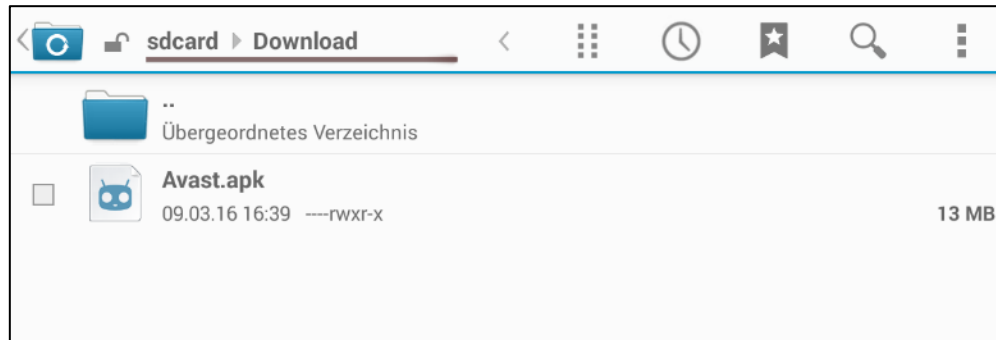 sdcard Download
..
Übergeordnetes Verzeichnis
Avast.apk
09.03.16 16:39 ----rwxr-x
13 MB